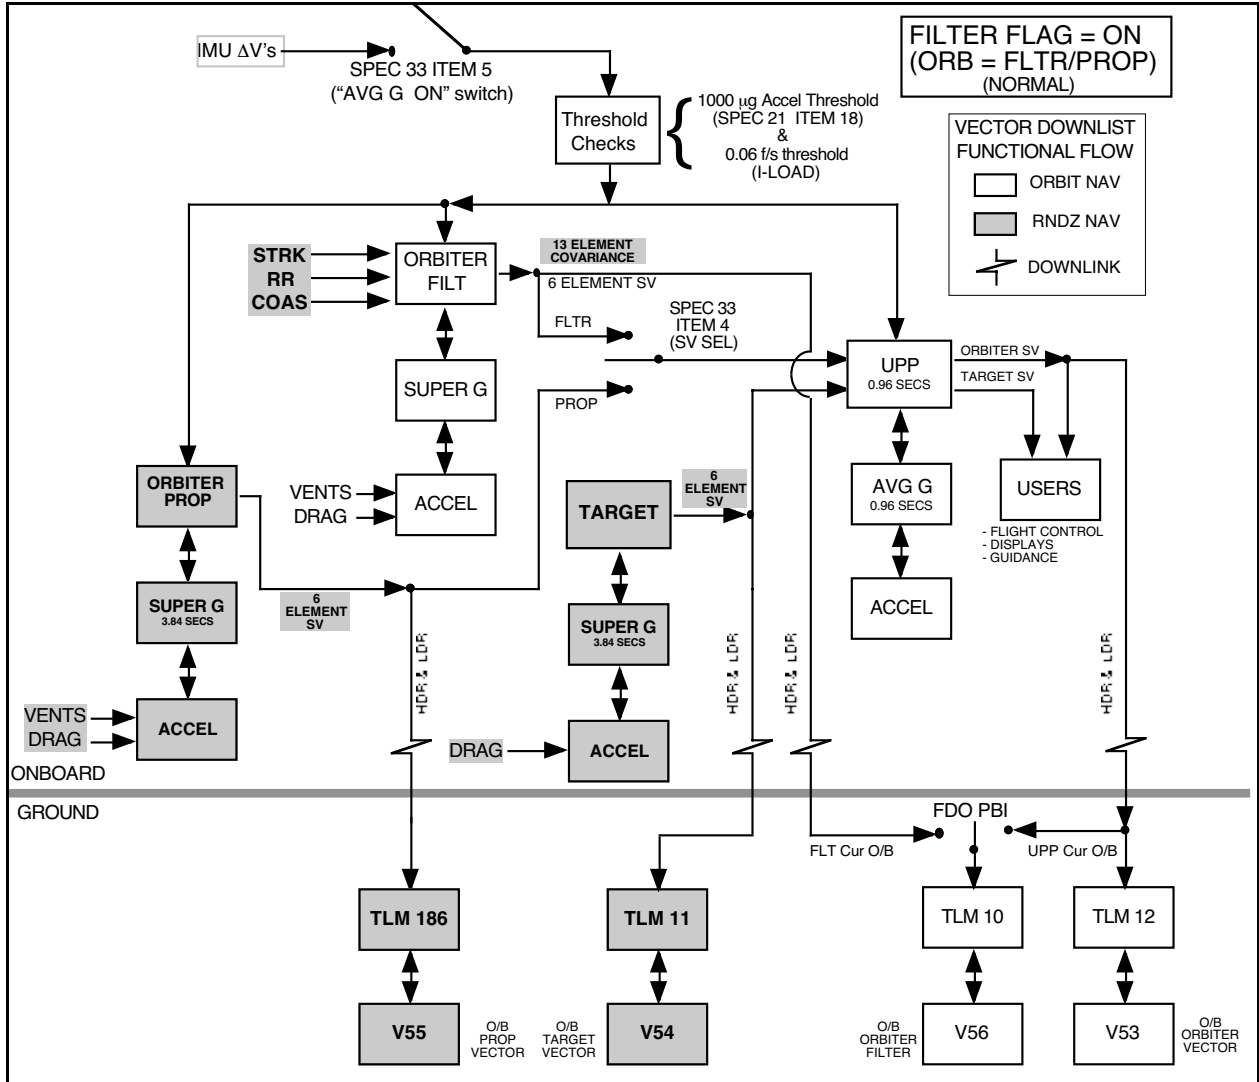 IMU ΔV's
SPEC 33 ITEM 5
(“AVG G ON” switch)
FILTER FLAG = ON
(ORB = FLTR/PROP)
(NORMAL)
Threshold
Checks
1000 μg Accel Threshold
(SPEC 21 ITEM 18)
&
0.06 f/s threshold
(I-LOAD)
VECTOR DOWNLIST
FUNCTIONAL FLOW
ORBIT NAV
RNDZ NAV
DOWNLINK
STRK
RR
COAS
ORBITER
FILT
13 ELEMENT
COVARIANCE
6 ELEMENT SV
FLTR
SPEC 33
ITEM 4
(SV SEL)
PROP
UPP
0.96 SECS
ORBITER SV
TARGET SV
SUPER G
VENTS
DRAG
ACCEL
ORBITER
PROP
6
ELEMENT
SV
TARGET
6
ELEMENT
SV
AVG G
0.96 SECS
USERS
- FLIGHT CONTROL
- DISPLAYS
- GUIDANCE
SUPER G
3.84 SECS
SUPER G
3.84 SECS
ACCEL
HDR & LDR
HDR & LDR
HDR & LDR
HDR & LDR
VENTS
DRAG
ACCEL
DRAG
ACCEL
ONBOARD
GROUND
FDO PBI
FLT Cur O/B
UPP Cur O/B
TLM 186
TLM 11
TLM 10
TLM 12
V55
O/B
PROP
VECTOR
O/B
TARGET
VECTOR
V54
O/B
ORBITER
FILTER
V56
V53
O/B
ORBITER
VECTOR